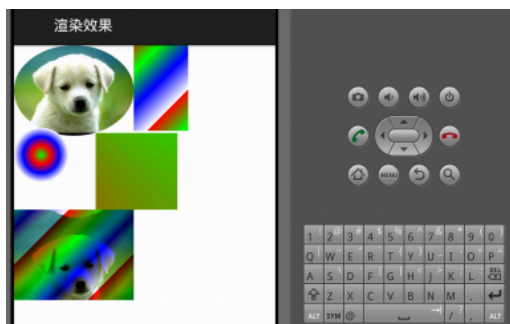 渲染效果
MENU
1 ! 2 @ 3 # 4 $ 5 % 6 ^ 7 & 8 * 9 ( 0 )
Q W E R T Y U I O P
A S D F G H J K L DEL
Z X C V B N M .
ALT SYM @ / ? , ALT